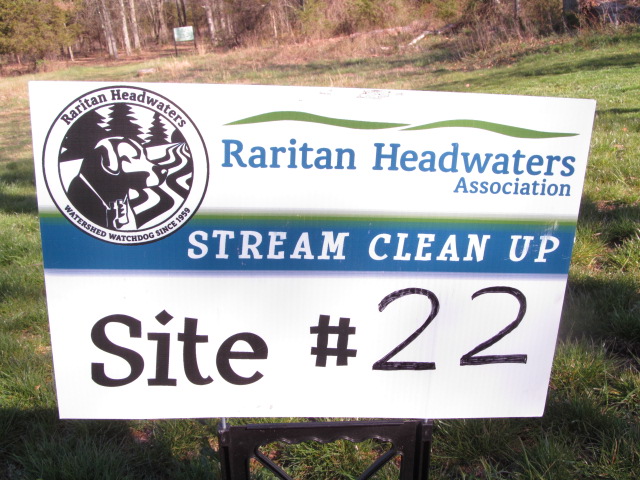 Raritan Headwaters
WATERSHED WATCHDOG SINCE 1959
Raritan Headwaters
Association
STREAM CLEAN UP
Site #22